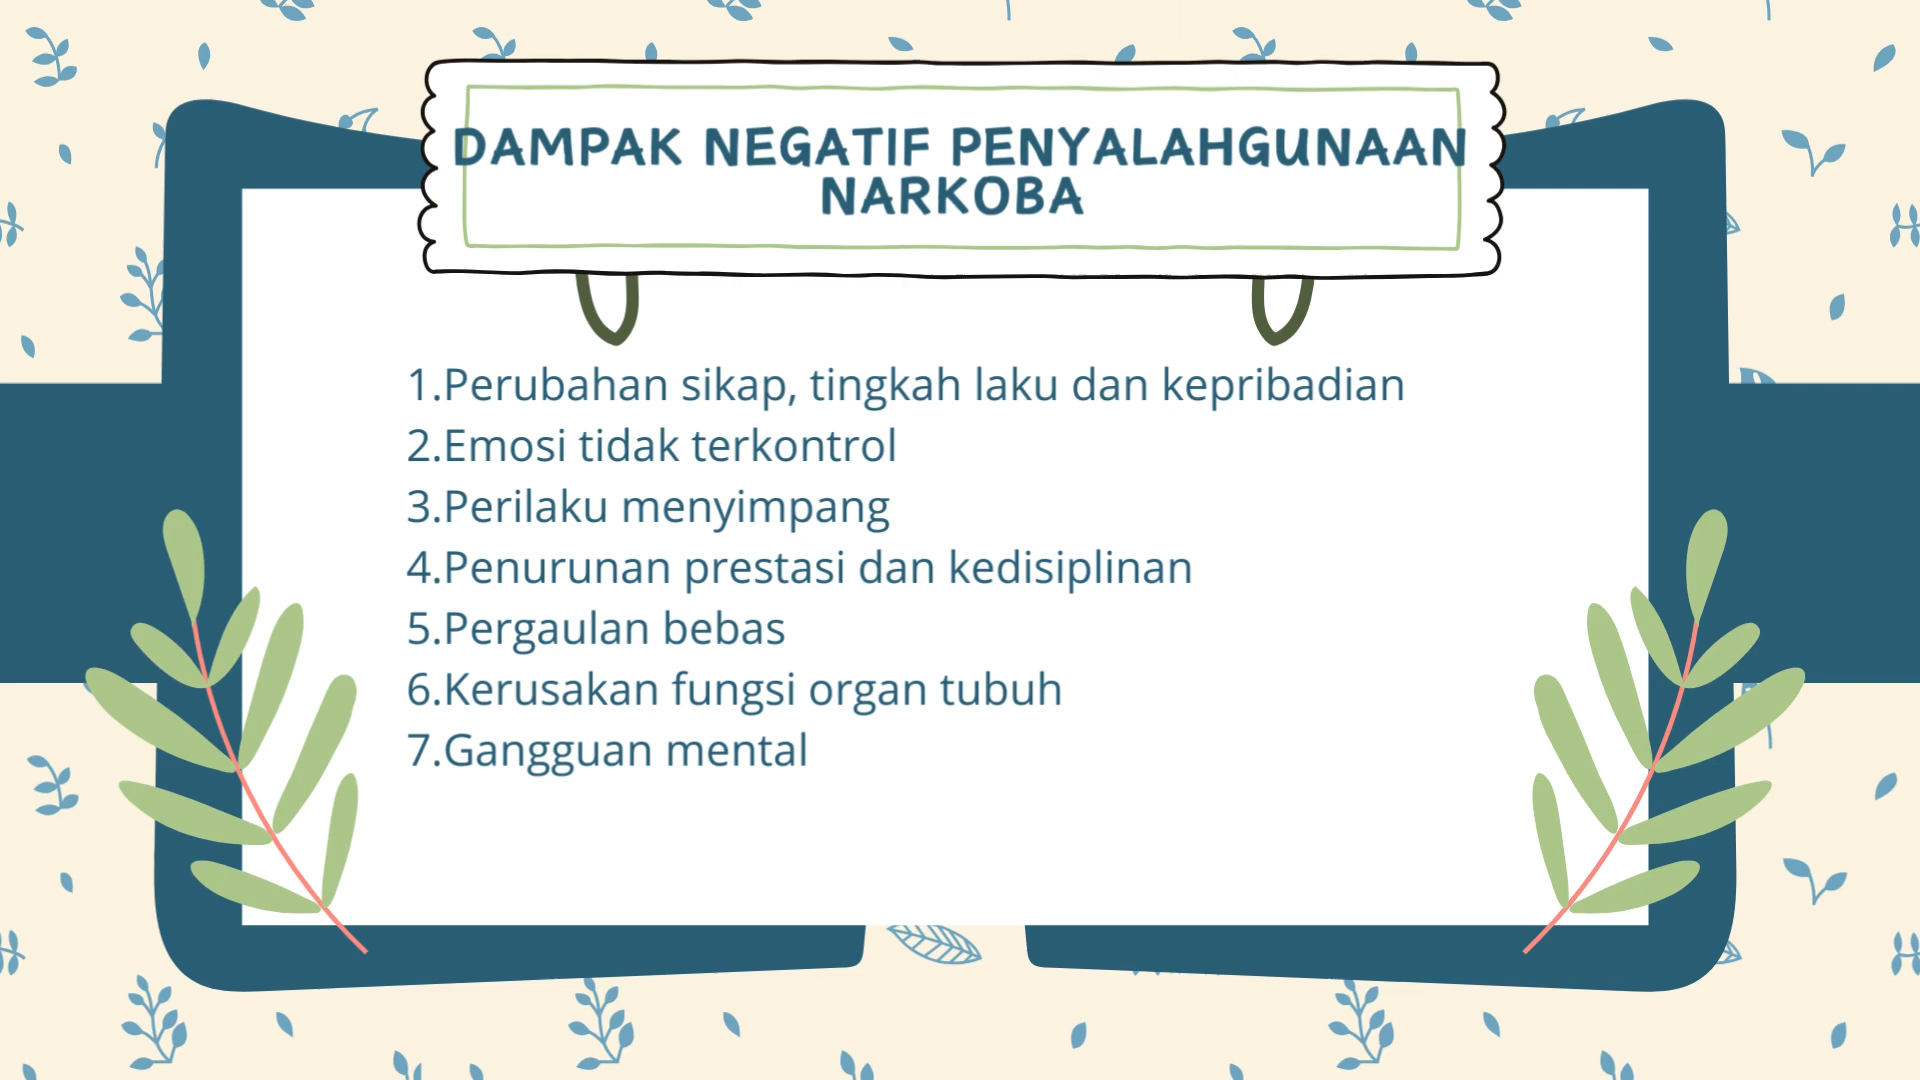 DAMPAK NEGATIF PENYALAHGUNAAN
NARKOBA
1.Perubahan sikap, tingkah laku dan kepribadian
2.Emosi tidak terkontrol
3.Perilaku menyimpang
4.Penurunan prestasi dan kedisiplinan
5.Pergaulan bebas
6.Kerusakan fungsi organ tubuh
7.Gangguan mental